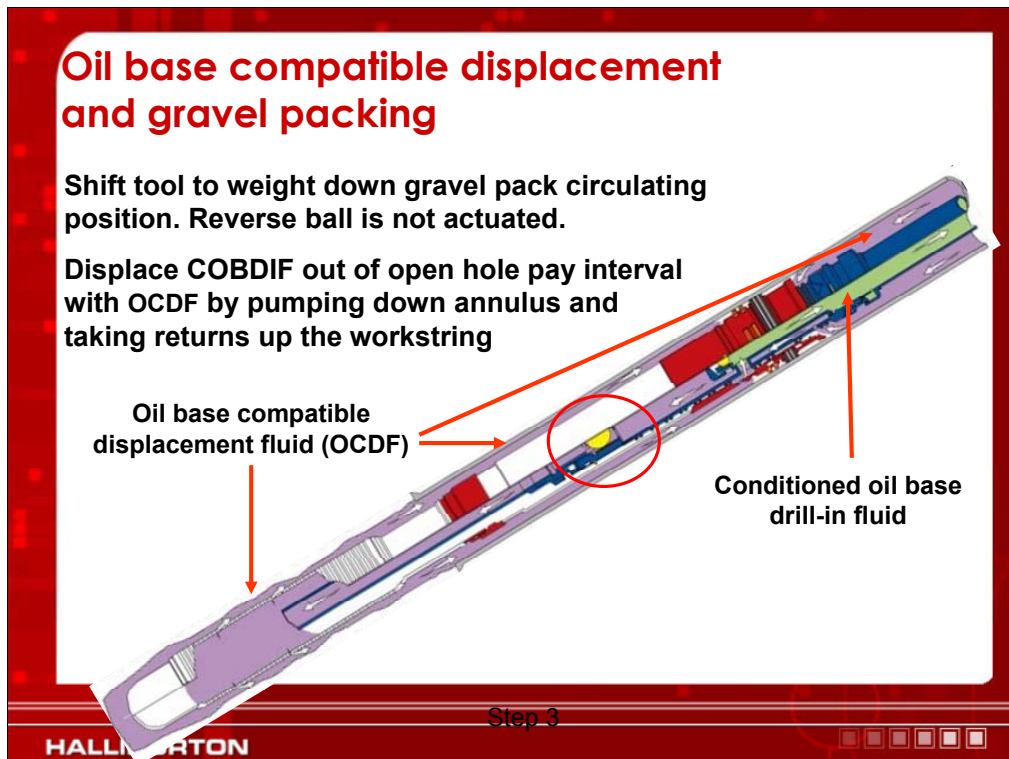 Oil base compatible displacement
and gravel packing
Shift tool to weight down gravel pack circulating
position. Reverse ball is not actuated.
Displace COBDIF out of open hole pay interval
with OCDF by pumping down annulus and
taking returns up the workstring
Oil base compatible
displacement fluid (OCDF)
Conditioned oil base
drill-in fluid
Step 3